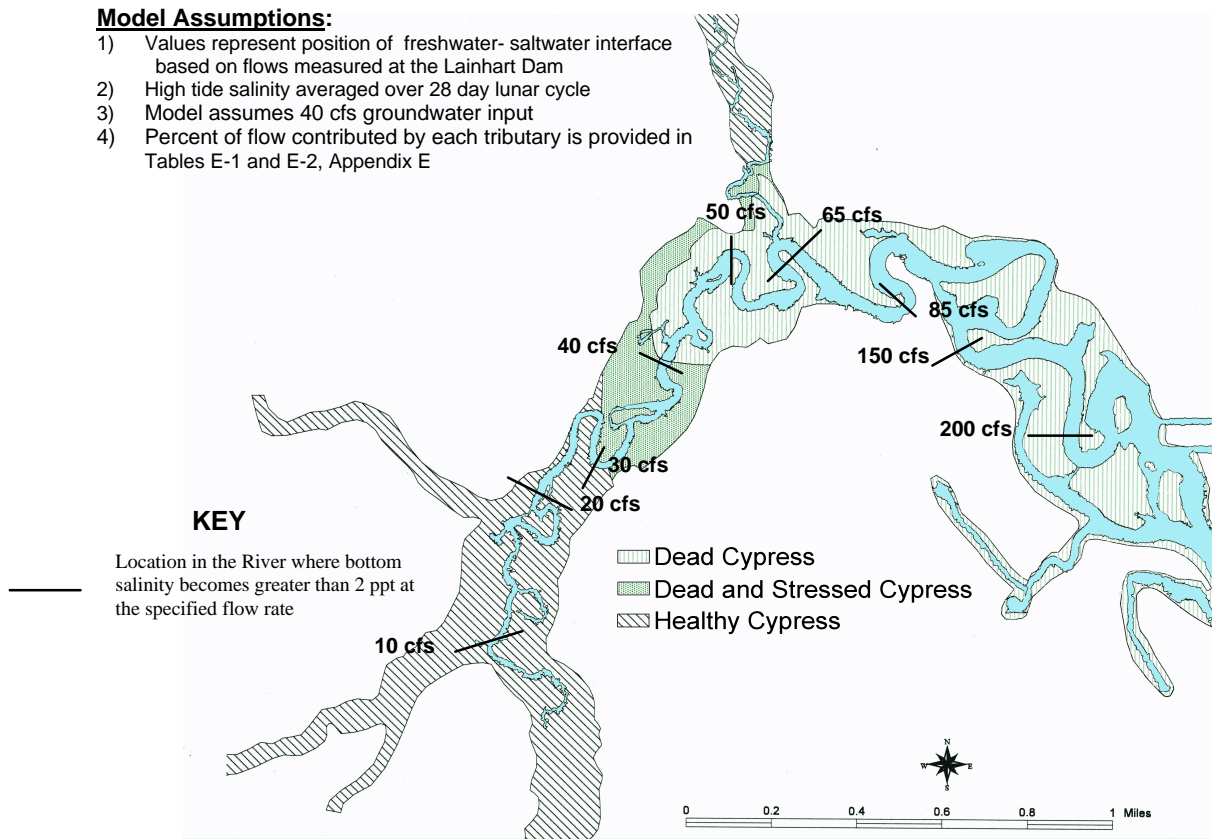 Model Assumptions:
1) Values represent position of freshwater- saltwater interface
based on flows measured at the Lainhart Dam
2) High tide salinity averaged over 28 day lunar cycle
3) Model assumes 40 cfs groundwater input
4) Percent of flow contributed by each tributary is provided in
Tables E-1 and E-2, Appendix E
50 cfs
65 cfs
85 cfs
40 cfs
150 cfs
200 cfs
30 cfs
20 cfs
KEY
Location in the River where bottom
salinity becomes greater than 2 ppt at
the specified flow rate
Dead Cypress
Dead and Stressed Cypress
Healthy Cypress
10 cfs
N
W E
S
0 0.2 0.4 0.6 0.8 1 Miles